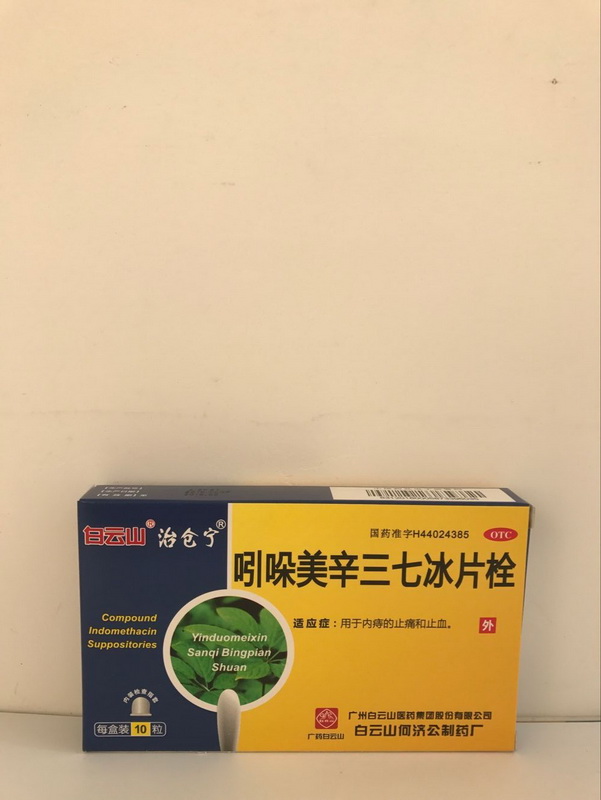 白云山® 治仓宁®
国药准字H44024385
OTC
吲哚美辛三七冰片栓
Compound
Indomethacin
Suppositories
Yinduomeixin
Sanqi Bingpian
Shuan
适应症：用于内痔的止痛和止血。
外
每盒装 10 粒
广药白云山
广州白云山医药集团股份有限公司
白云山何济公制药厂